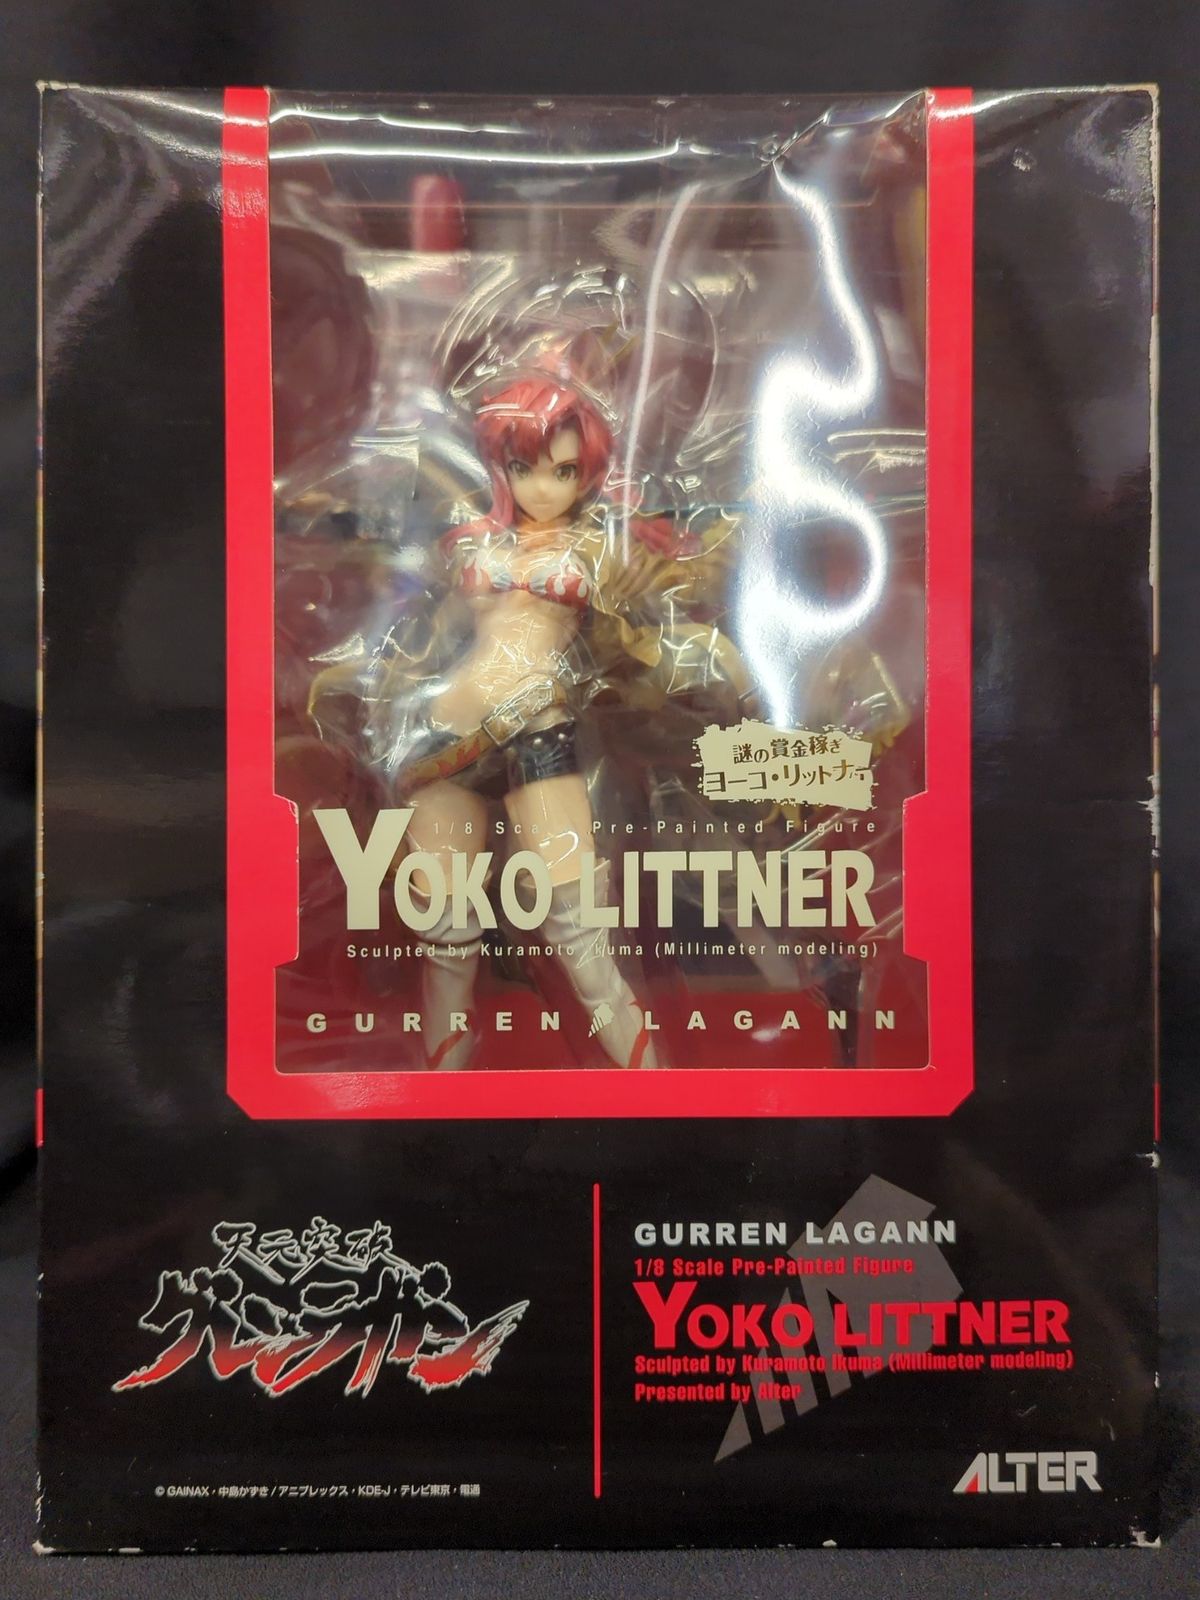 謎の賞金稼ぎ
ヨーコ・リットナー
1/8 Scale Pre-Painted Figure
YOKO LITTNER
Sculpted by Kuramoto Ikuma (Millimeter modeling)
GURREN LAGANN
天元突破
グレンラガン
GURREN LAGANN
1/8 Scale Pre-Painted Figure
YOKO LITTNER
Sculpted by Kuramoto Ikuma (Millimeter modeling)
Presented by Alter
ALTER
© GAINAX・中島かずき/アニプレックス・KDE-J・テレビ東京・電通